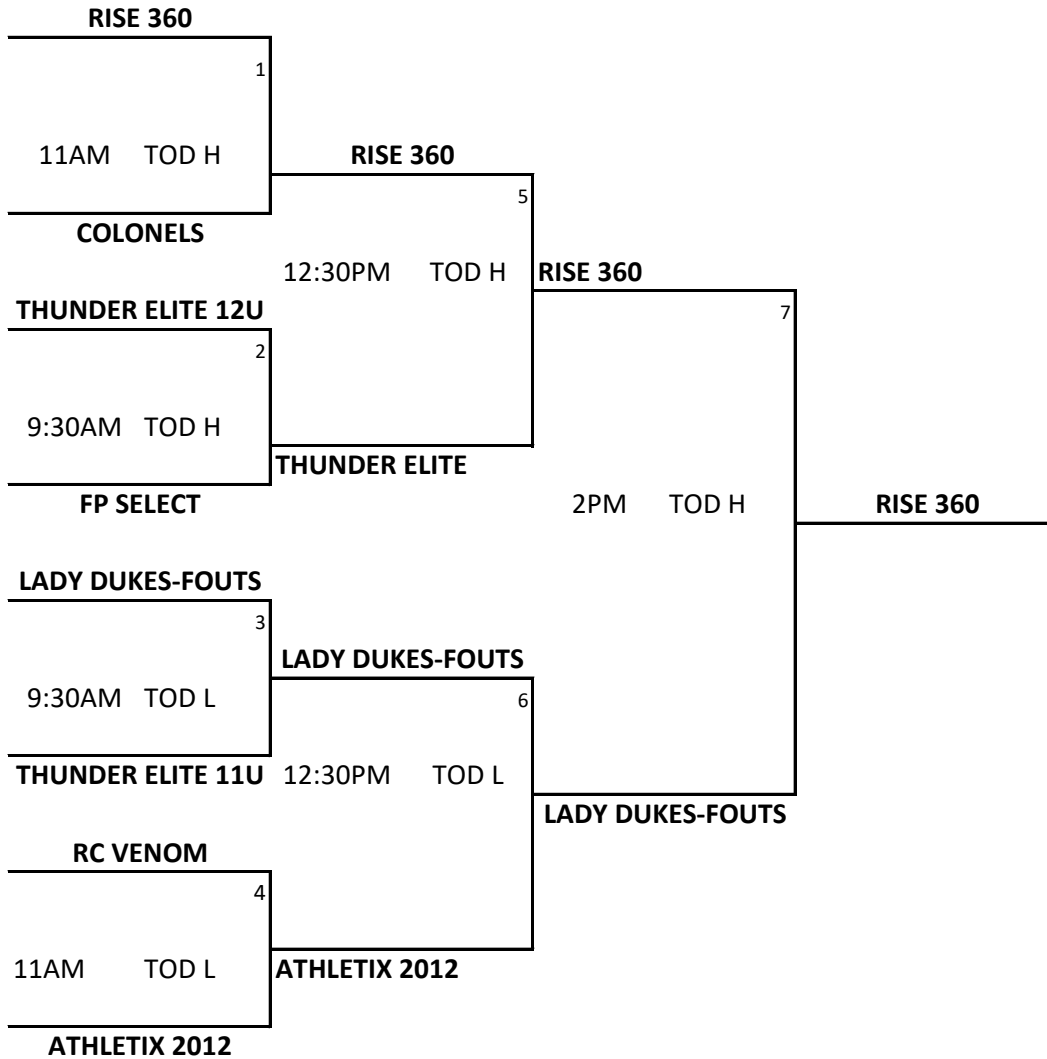 RISE 360
1
11AM TOD H
COLONELS
THUNDER ELITE 12U
2
9:30AM TOD H
FP SELECT
LADY DUKES-FOUTS
3
9:30AM TOD L
THUNDER ELITE 11U
RC VENOM
4
11AM TOD L
ATHLETIX 2012
RISE 360
5
12:30PM TOD H
THUNDER ELITE
LADY DUKES-FOUTS
6
12:30PM TOD L
ATHLETIX 2012
RISE 360
7
2PM TOD H
LADY DUKES-FOUTS
RISE 360